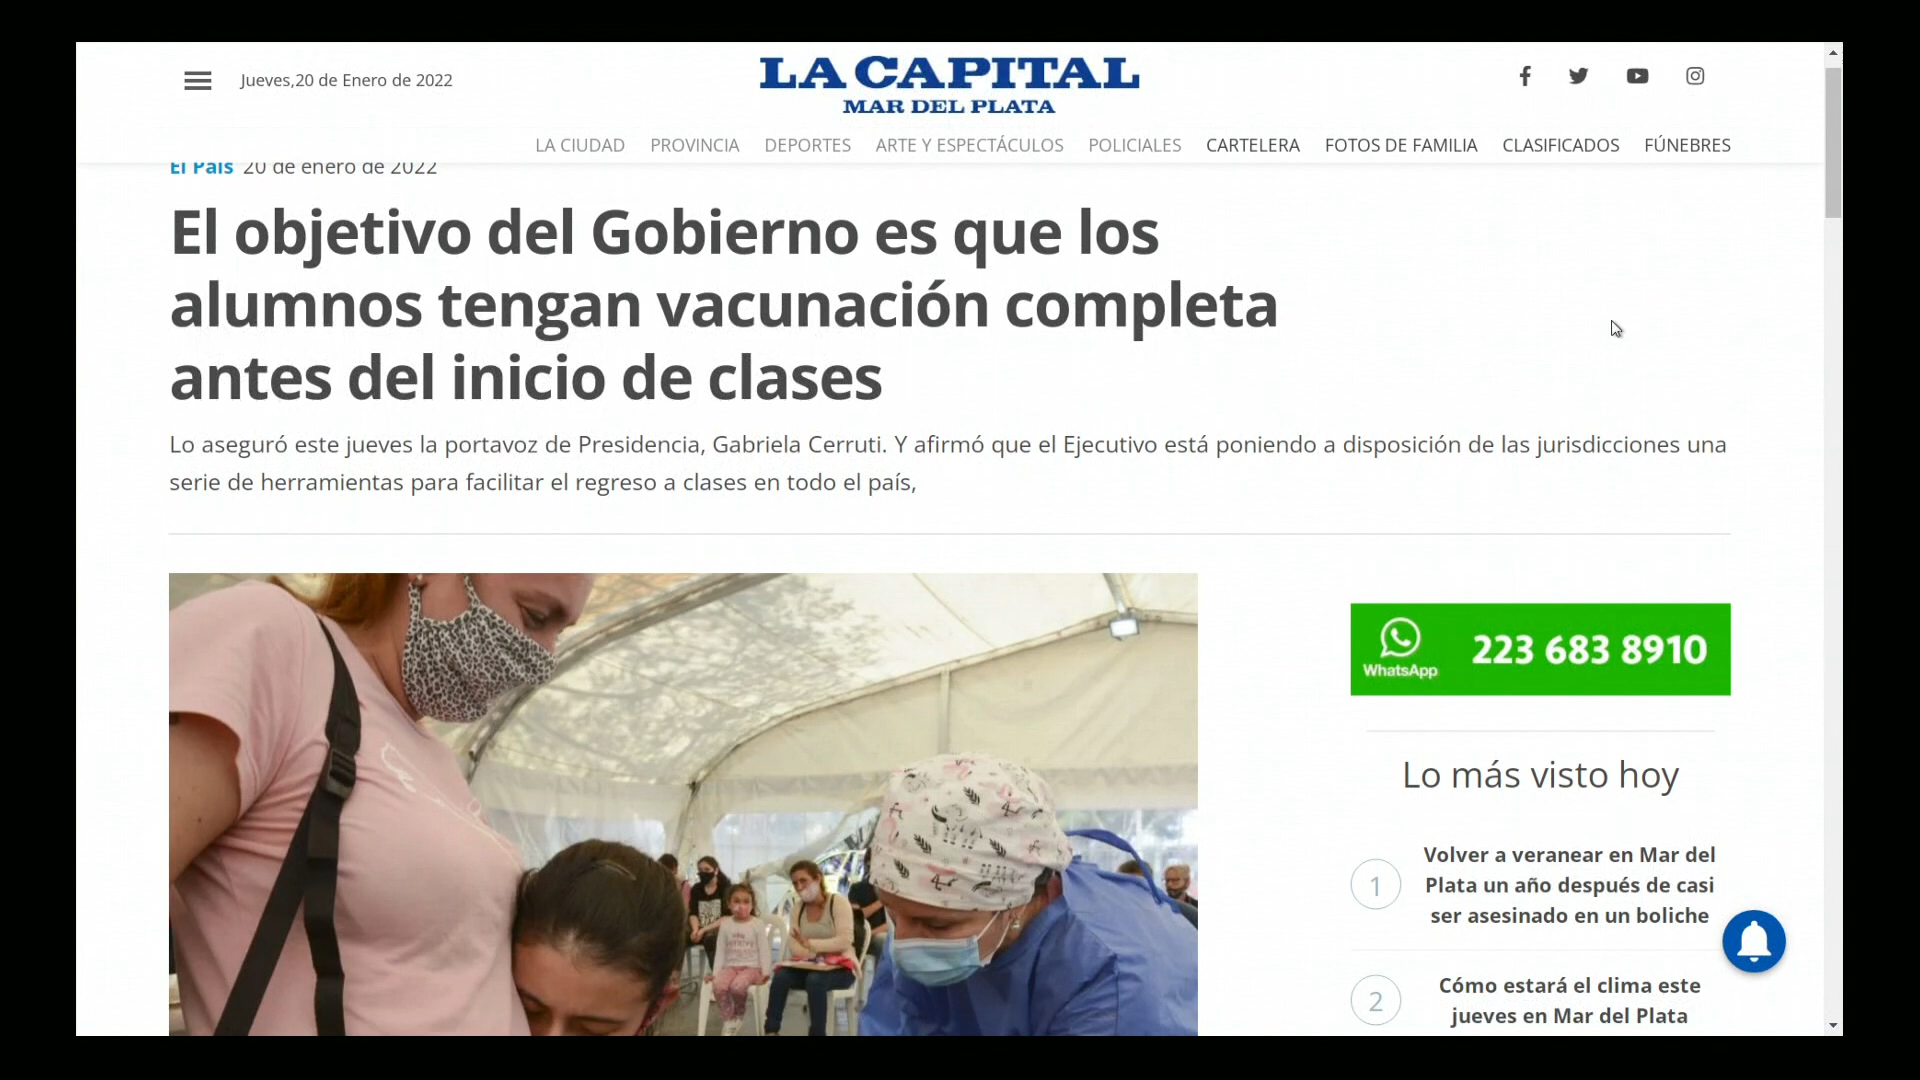 Jueves,20 de Enero de 2022
LA CAPITAL
MAR DEL PLATA
LA CIUDAD PROVINCIA DEPORTES ARTE Y ESPECTÁCULOS POLICIALES CARTELERA FOTOS DE FAMILIA CLASIFICADOS FÚNEBRES
El País 20 de enero de 2022
El objetivo del Gobierno es que los
alumnos tengan vacunación completa
antes del inicio de clases
Lo aseguró este jueves la portavoz de Presidencia, Gabriela Cerruti. Y afirmó que el Ejecutivo está poniendo a disposición de las jurisdicciones una
serie de herramientas para facilitar el regreso a clases en todo el país,
WhatsApp
223 683 8910
Lo más visto hoy
1
Volver a veranear en Mar del
Plata un año después de casi
ser asesinado en un boliche
2
Cómo estará el clima este
jueves en Mar del Plata